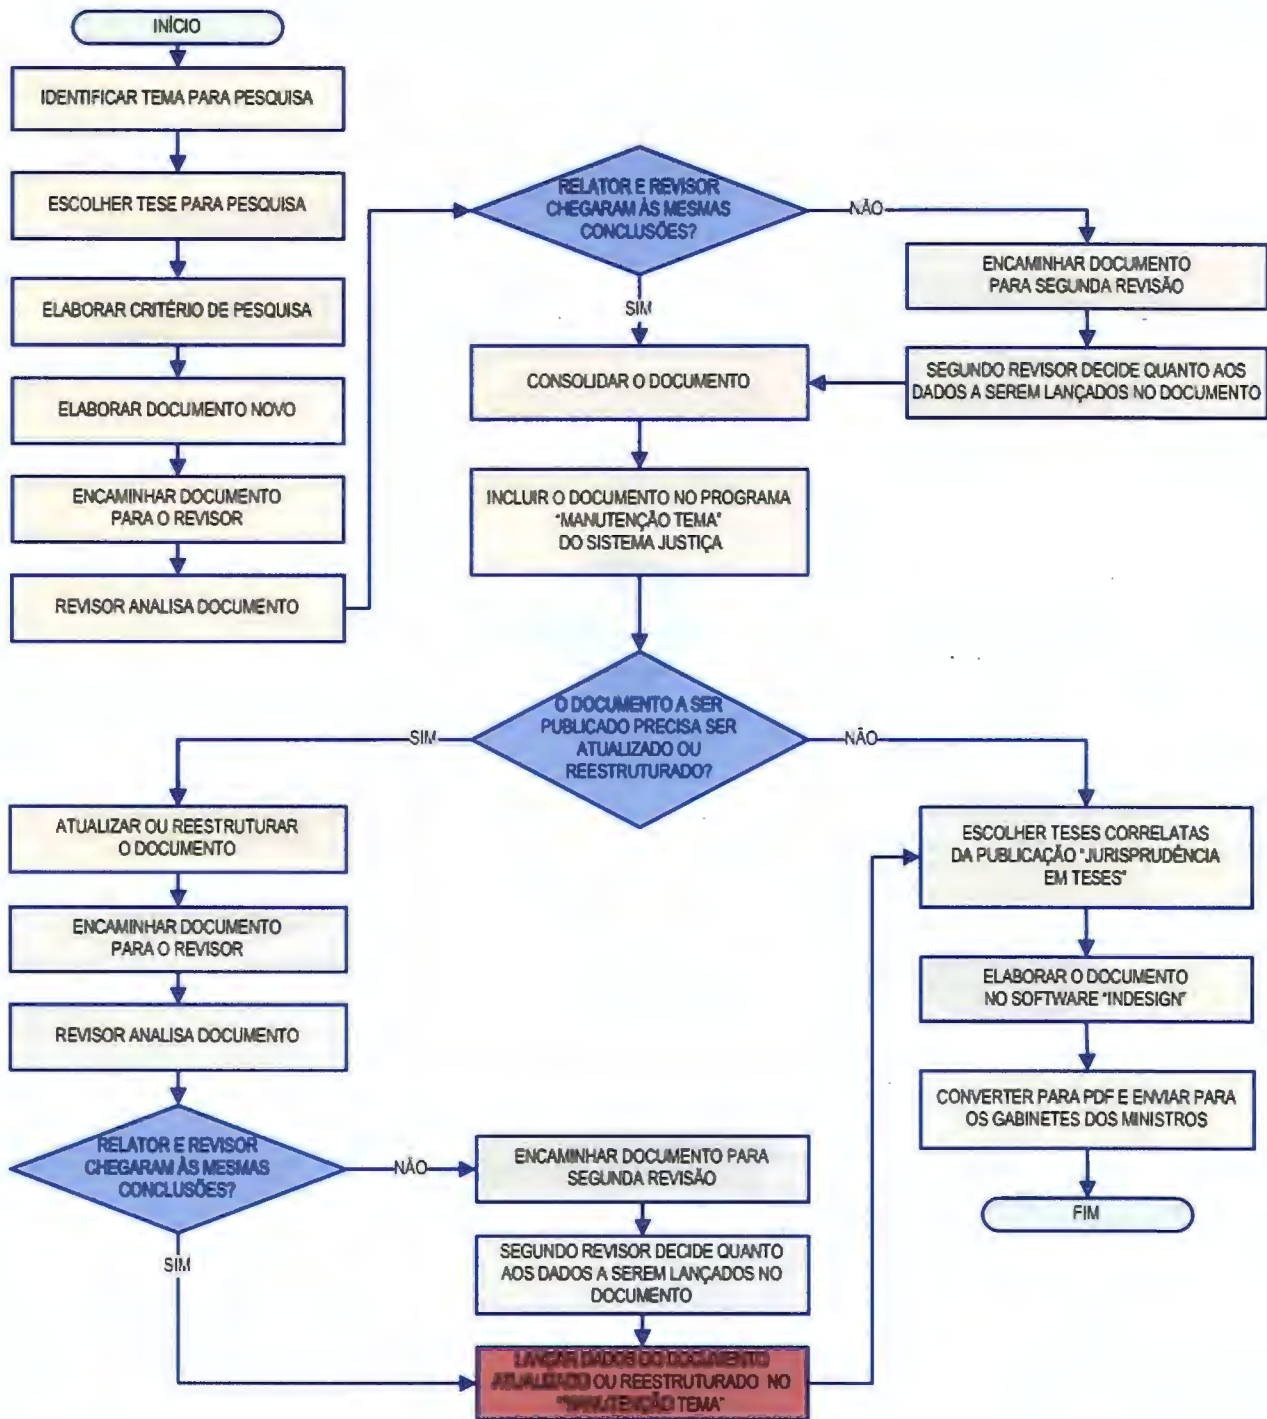 INÍCIO
IDENTIFICAR TEMA PARA PESQUISA
ESCOLHER TESE PARA PESQUISA
ELABORAR CRITÉRIO DE PESQUISA
ELABORAR DOCUMENTO NOVO
ENCAMINHAR DOCUMENTO
PARA O REVISOR
REVISOR ANALISA DOCUMENTO
RELATOR E REVISOR
CHEGARAM ÀS MESMAS
CONCLUSÕES?
NÃO
ENCAMINHAR DOCUMENTO
PARA SEGUNDA REVISÃO
SEGUNDO REVISOR DECIDE QUANTO AOS
DADOS A SEREM LANÇADOS NO DOCUMENTO
SIM
CONSOLIDAR O DOCUMENTO
INCLUIR O DOCUMENTO NO PROGRAMA
"MANUTENÇÃO TEMA"
DO SISTEMA JUSTIÇA
O DOCUMENTO A SER
PUBLICADO PRECISA SER
ATUALIZADO OU
REESTRUTURADO?
SIM
NÃO
ATUALIZAR OU REESTRUTURAR
O DOCUMENTO
ENCAMINHAR DOCUMENTO
PARA O REVISOR
REVISOR ANALISA DOCUMENTO
RELATOR E REVISOR
CHEGARAM ÀS MESMAS
CONCLUSÕES?
NÃO
ENCAMINHAR DOCUMENTO PARA
SEGUNDA REVISÃO
SEGUNDO REVISOR DECIDE QUANTO
AOS DADOS A SEREM LANÇADOS NO
DOCUMENTO
SIM
LANÇAR DADOS DO DOCUMENTO
ATUALIZADO OU REESTRUTURADO NO
"MANUTENÇÃO TEMA"
ESCOLHER TESES CORRELATAS
DA PUBLICAÇÃO "JURISPRUDÊNCIA
EM TESES"
ELABORAR O DOCUMENTO
NO SOFTWARE "INDESIGN"
CONVERTER PARA PDF E ENVIAR PARA
OS GABINETES DOS MINISTROS
FIM